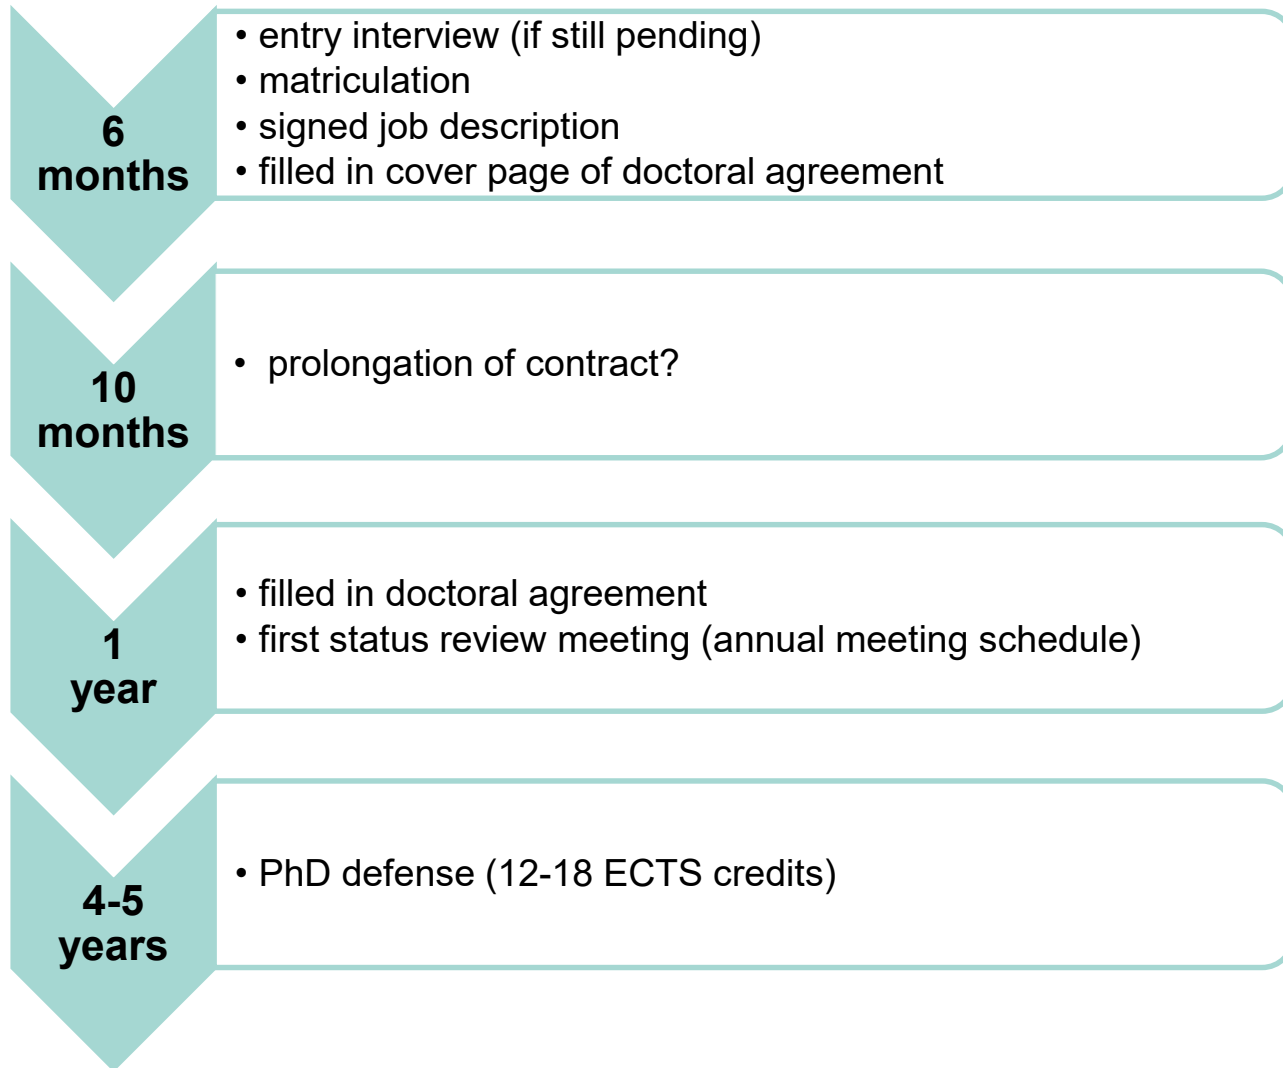 6
months
• entry interview (if still pending)
• matriculation
• signed job description
• filled in cover page of doctoral agreement
10
months
• prolongation of contract?
1
year
• filled in doctoral agreement
• first status review meeting (annual meeting schedule)
4-5
years
• PhD defense (12-18 ECTS credits)